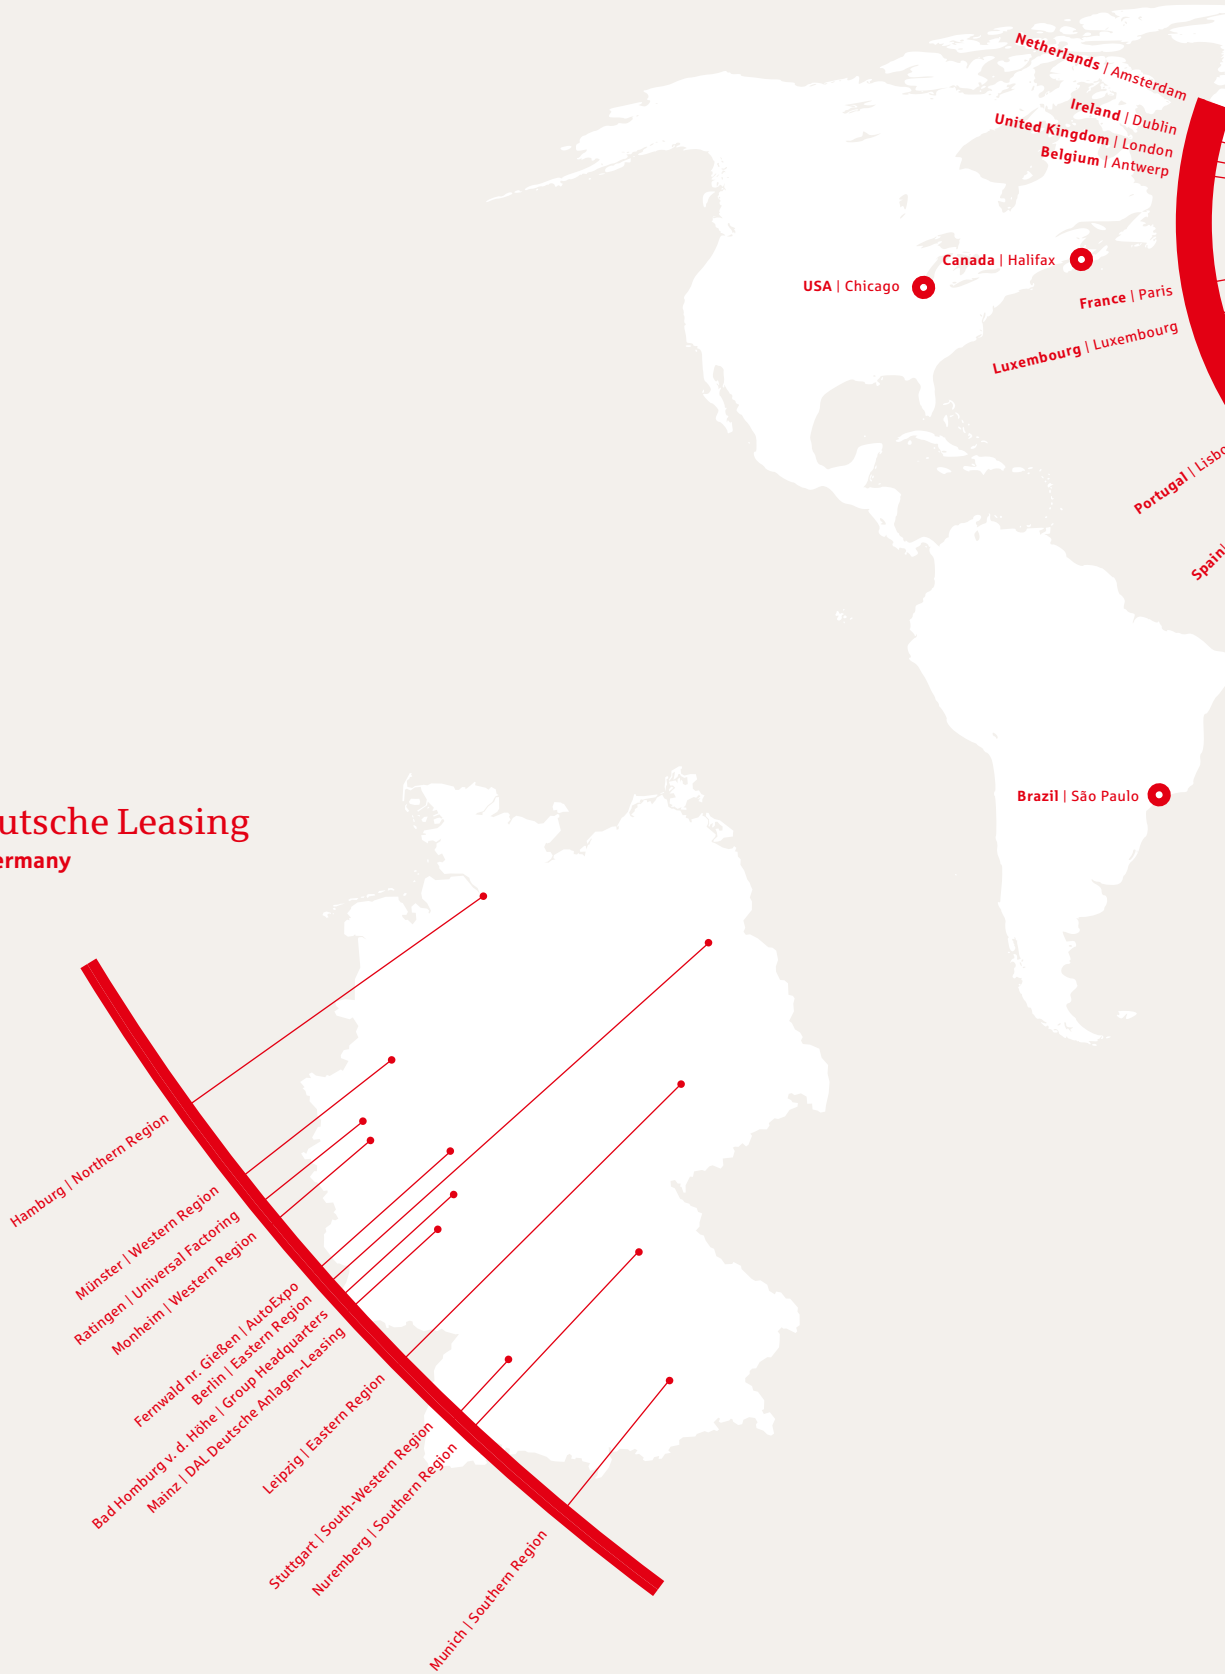 Netherlands | Amsterdam
Ireland | Dublin
United Kingdom | London
Belgium | Antwerp
Canada | Halifax
USA | Chicago
France | Paris
Luxembourg | Luxembourg
Portugal | Lisbo
Spain|
Brazil | São Paulo
utsche Leasing
ermany
Hamburg | Northern Region
Münster | Western Region
Ratingen | Universal Factoring
Monheim | Western Region
Fernwald nr. Gießen | AutoExpo
Berlin | Eastern Region
Bad Homburg v. d. Höhe | Group Headquarters
Mainz | DAL Deutsche Anlagen-Leasing
Leipzig | Eastern Region
Stuttgart | South-Western Region
Nuremberg | Southern Region
Munich | Southern Region